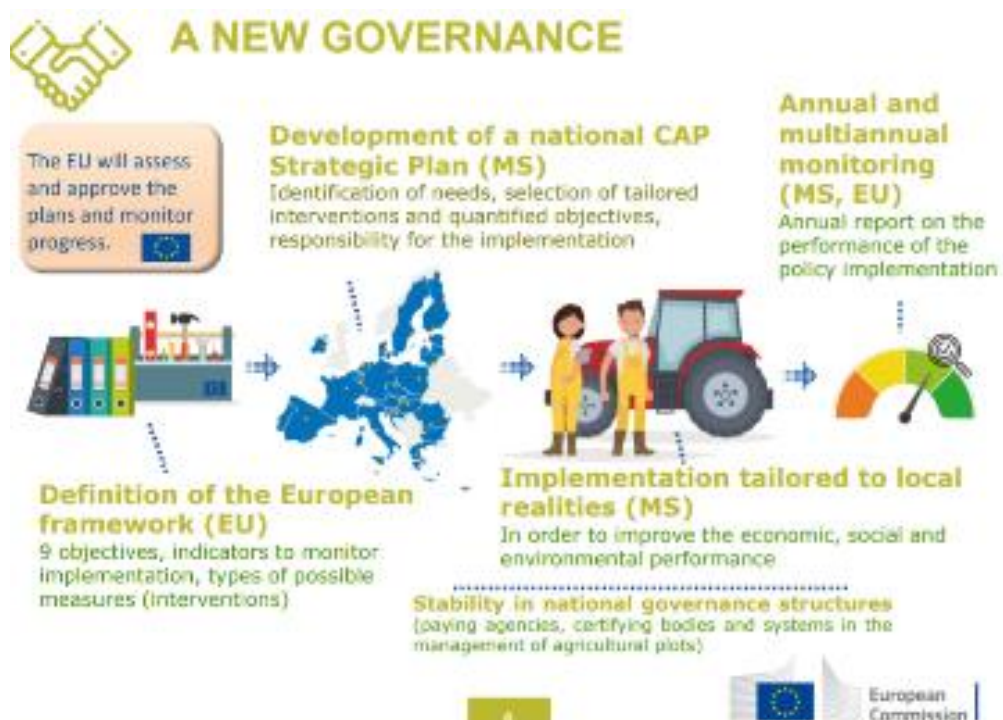 A NEW GOVERNANCE
The EU will assess
and approve the
plans and monitor
progress.
Development of a national CAP
Strategic Plan (MS)
Identification of needs, selection of tailored
interventions and quantified objectives,
responsibility for the implementation
Annual and
multiannual
monitoring
(MS, EU)
Annual report on the
performance of the
policy implementation
Definition of the European
framework (EU)
9 objectives, indicators to monitor
implementation, types of possible
measures (interventions)
Implementation tailored to local
realities (MS)
In order to improve the economic, social and
environmental performance
Stability in national governance structures
(paying agencies, certifying bodies and systems in the
management of agricultural plots)
European
Commission